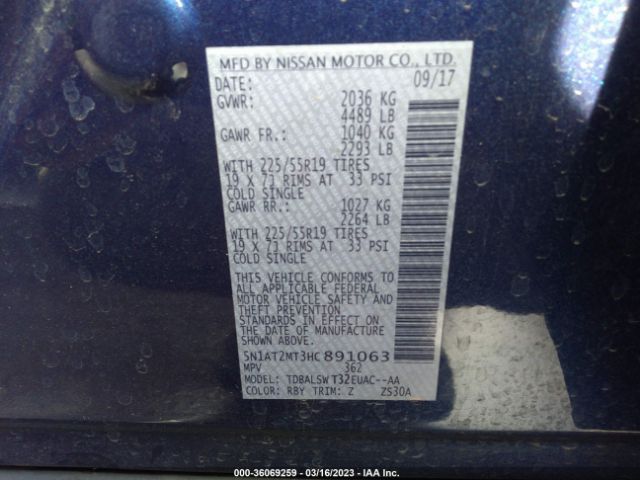 MFD BY NISSAN MOTOR CO., LTD.
DATE: 09/17
GVWR: 2036 KG
4489 LB
GAWR FR.: 1040 KG
2293 LB
WITH 225/55R19 TIRES
19 X 7J RIMS AT 33 PSI
COLD SINGLE
GAWR RR.: 1027 KG
2264 LB
WITH 225/55R19 TIRES
19 X 7J RIMS AT 33 PSI
COLD SINGLE
THIS VEHICLE CONFORMS TO
ALL APPLICABLE FEDERAL
MOTOR VEHICLE SAFETY AND
THEFT PREVENTION
STANDARDS IN EFFECT ON
THE DATE OF MANUFACTURE
SHOWN ABOVE.
5N1AT2MT3HC891063
MPV 362
MODEL: TDBALSWT32EUAC--AA
COLOR: RBY TRIM: Z ZS30A
000-36069259 - 03/16/2023 - IAA Inc.